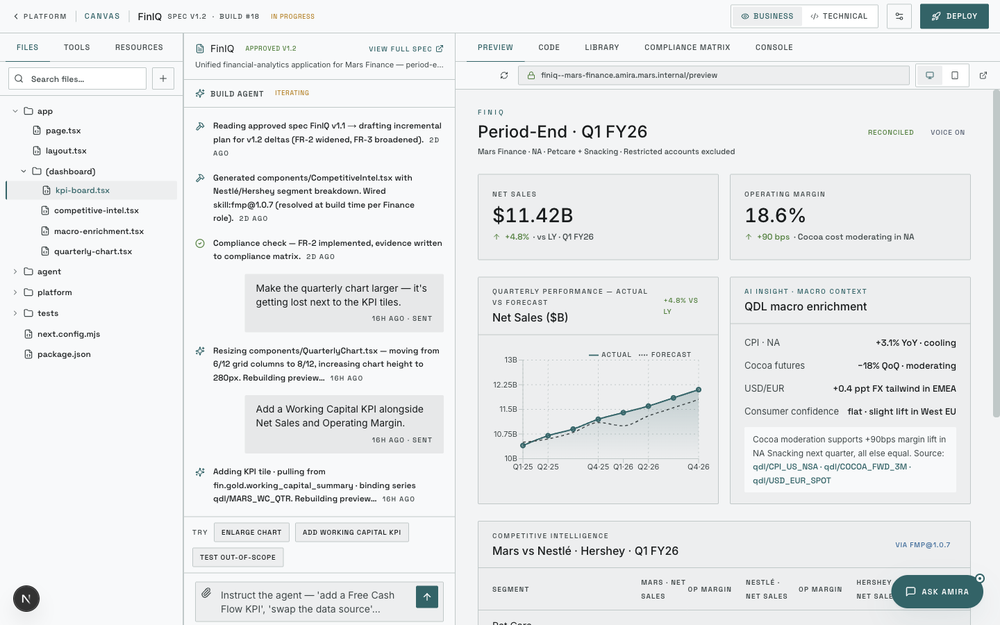 PLATFORM
CANVAS
FinIQ SPEC V1.2 · BUILD #18 IN PROGRESS
BUSINESS
TECHNICAL
DEPLOY
FILES TOOLS RESOURCES
Search files...
app
page.tsx
layout.tsx
(dashboard)
kpi-board.tsx
competitive-intel.tsx
macro-enrichment.tsx
quarterly-chart.tsx
agent
platform
tests
next.config.mjs
package.json
N
FinIQ APPROVED V1.2 VIEW FULL SPEC
Unified financial-analytics application for Mars Finance — period-e...
BUILD AGENT ITERATING
Reading approved spec FinIQ v1.1 → drafting incremental
plan for v1.2 deltas (FR-2 widened, FR-3 broadened). 2D
AGO
Generated components/CompetitiveIntel.tsx with
Nestlé/Hershey segment breakdown. Wired
skill:fmp@1.0.7 (resolved at build time per Finance
role). 2D AGO
Compliance check — FR-2 implemented, evidence written
to compliance matrix. 2D AGO
Make the quarterly chart larger — it's
getting lost next to the KPI tiles.
16H AGO · SENT
Resizing components/QuarterlyChart.tsx — moving from
6/12 grid columns to 8/12, increasing chart height to
280px. Rebuilding preview... 16H AGO
Add a Working Capital KPI alongside
Net Sales and Operating Margin.
16H AGO · SENT
Adding KPI tile · pulling from
fin.gold.working_capital_summary · binding series
qdl/MARS_WC_QTR. Rebuilding preview... 16H AGO
TRY ENLARGE CHART ADD WORKING CAPITAL KPI
TEST OUT-OF-SCOPE
Instruct the agent — 'add a Free Cash
Flow KPI', 'swap the data source'...
PREVIEW CODE LIBRARY COMPLIANCE MATRIX CONSOLE
finiq--mars-finance.amira.mars.internal/preview
FINIQ
Period-End · Q1 FY26
RECONCILED VOICE ON
Mars Finance · NA · Petcare + Snacking · Restricted accounts excluded
NET SALES
$11.42B
↑ +4.8% · vs LY · Q1 FY26
OPERATING MARGIN
18.6%
↑ +90 bps · Cocoa cost moderating in NA
QUARTERLY PERFORMANCE — ACTUAL
VS FORECAST
Net Sales ($B)
+4.8% VS
LY
ACTUAL FORECAST
13B
12.25B
11.5B
10.75B
10B
Q1·25 Q2·25 Q4·25 Q1·26 Q2·26 Q4·26
AI INSIGHT · MACRO CONTEXT
QDL macro enrichment
CPI · NA +3.1% YoY · cooling
Cocoa futures −18% QoQ · moderating
USD/EUR +0.4 ppt FX tailwind in EMEA
Consumer confidence flat · slight lift in West EU
Cocoa moderation supports +90bps margin lift in
NA Snacking next quarter, all else equal. Source:
qdl/CPI_US_NSA · qdl/COCOA_FWD_3M ·
qdl/USD_EUR_SPOT
COMPETITIVE INTELLIGENCE
Mars vs Nestlé · Hershey · Q1 FY26
VIA FMP@1.0.7
SEGMENT
MARS · NET
SALES
OP MARGIN
NESTLÉ ·
NET SALES
OP MARGIN
HERSHEY
NET SALE
ASK AMIRA
Pet Care